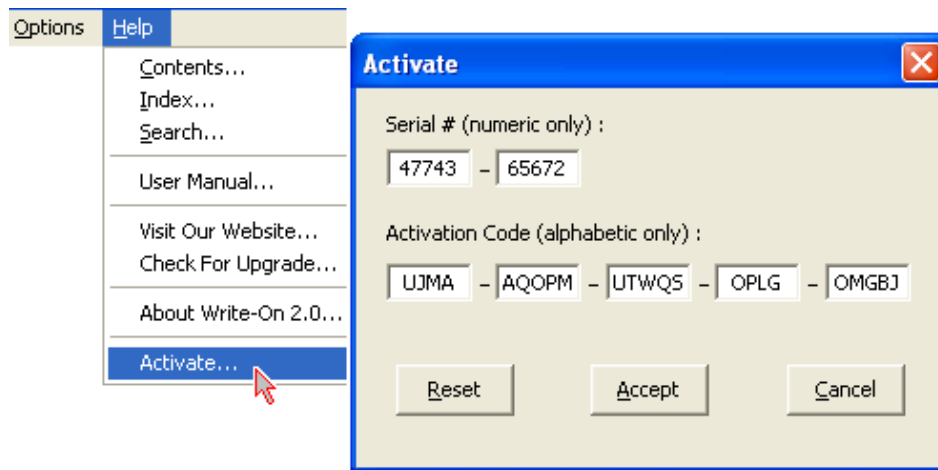 Options Help
Contents...
Index...
Search...
User Manual...
Visit Our Website...
Check For Upgrade...
About Write-On 2.0...
Activate...
Activate
Serial # (numeric only) :
47743 – 65672
Activation Code (alphabetic only) :
UJMA – AQOPM – UTWQS – OPLG – OMGBJ
Reset Accept Cancel